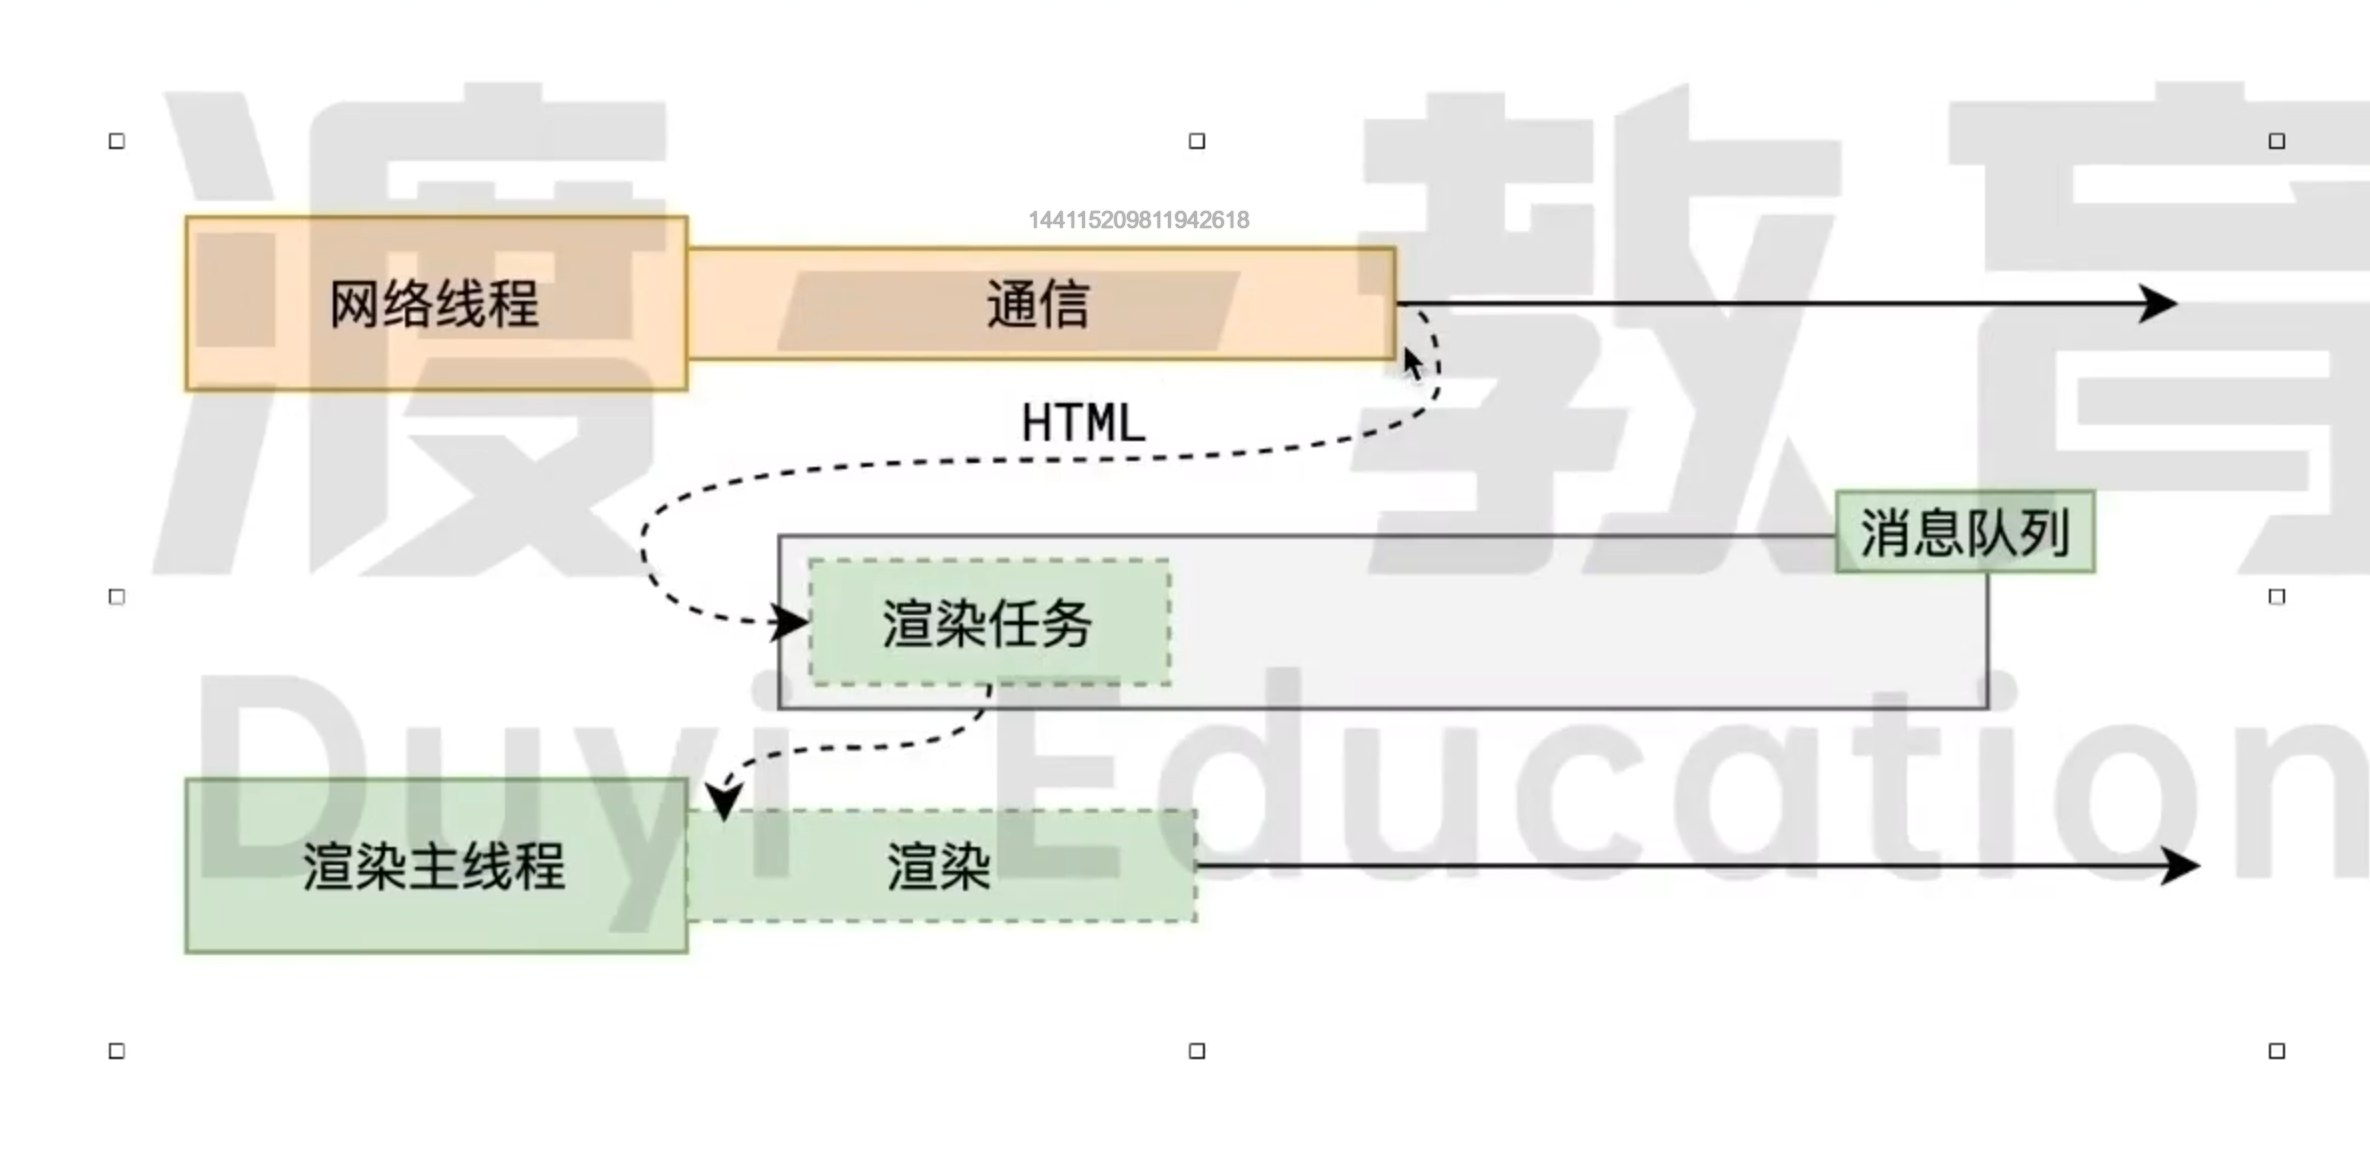 渡一教育
144115209811942618
网络线程
通信
HTML
消息队列
渲染任务
Duyi Education
渲染主线程
渲染